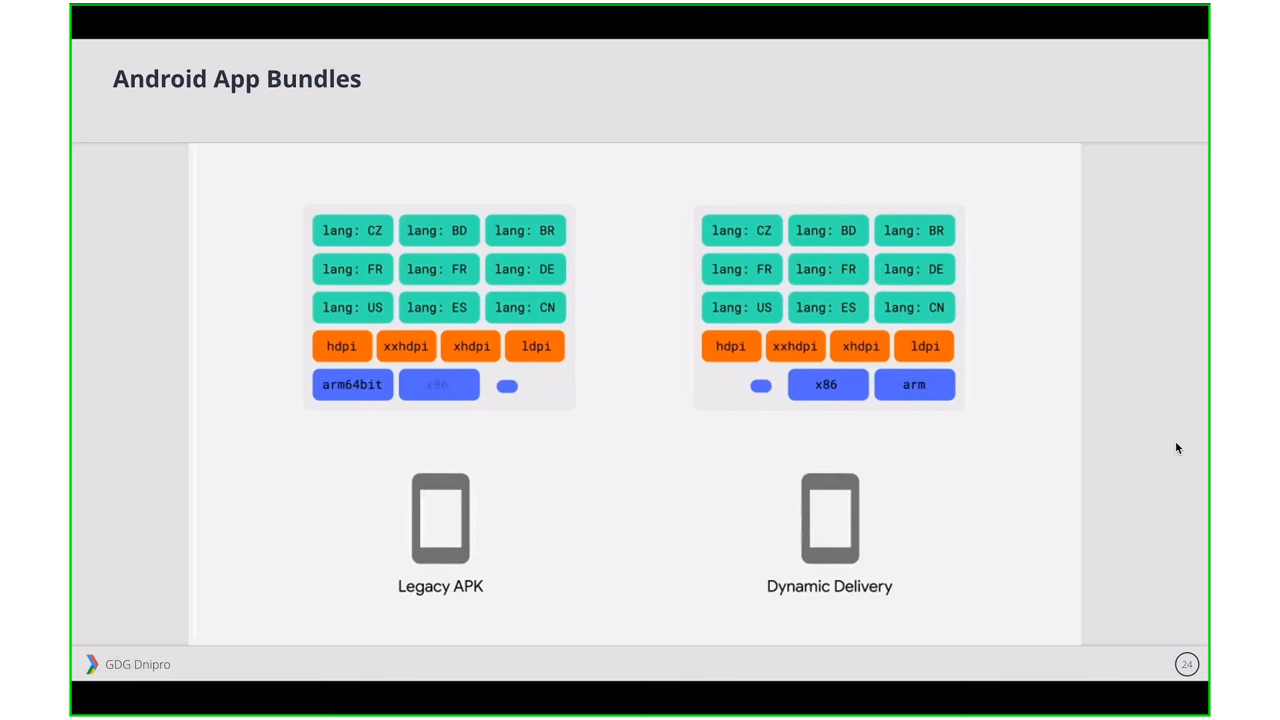 Android App Bundles
lang: CZ lang: BD lang: BR
lang: FR lang: FR lang: DE
lang: US lang: ES lang: CN
hdpi xxhdpi xhdpi ldpi
arm64bit x86
Legacy APK
lang: CZ lang: BD lang: BR
lang: FR lang: FR lang: DE
lang: US lang: ES lang: CN
hdpi xxhdpi xhdpi ldpi
x86 arm
Dynamic Delivery
GDG Dnipro
24